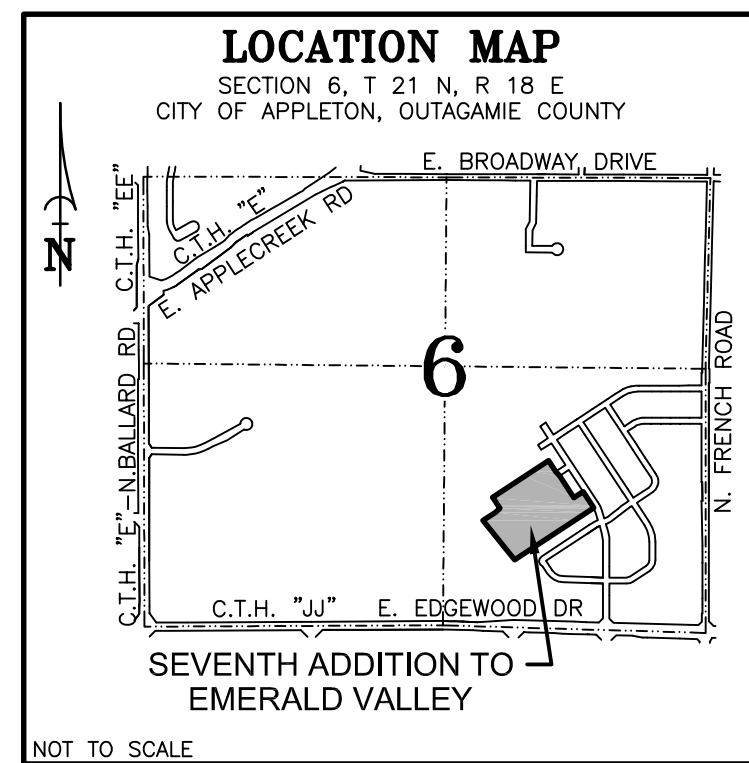 LOCATION MAP
SECTION 6, T 21 N, R 18 E
CITY OF APPLETON, OUTAGAMIE COUNTY
E. BROADWAY DRIVE
C.T.H. "EE"
C.T.H. "E"
E. APPLECREEK RD
N
6
N. FRENCH ROAD
C.T.H. "E"-N.BALLARD RD.
C.T.H. "JJ" E. EDGEWOOD DR
SEVENTH ADDITION TO
EMERALD VALLEY
NOT TO SCALE